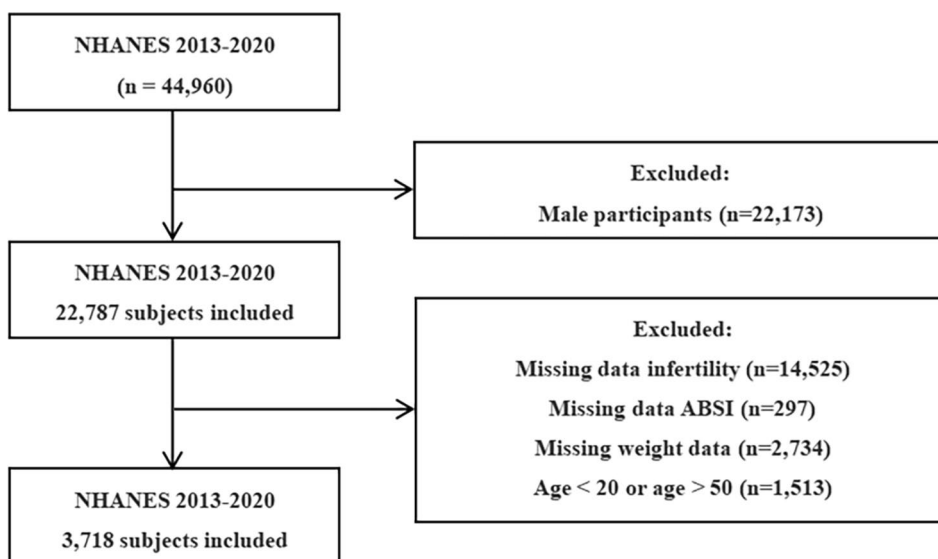 NHANES 2013-2020
(n = 44,960)
Excluded:
Male participants (n=22,173)
NHANES 2013-2020
22,787 subjects included
Excluded:
Missing data infertility (n=14,525)
Missing data ABSI (n=297)
Missing weight data (n=2,734)
Age < 20 or age > 50 (n=1,513)
NHANES 2013-2020
3,718 subjects included